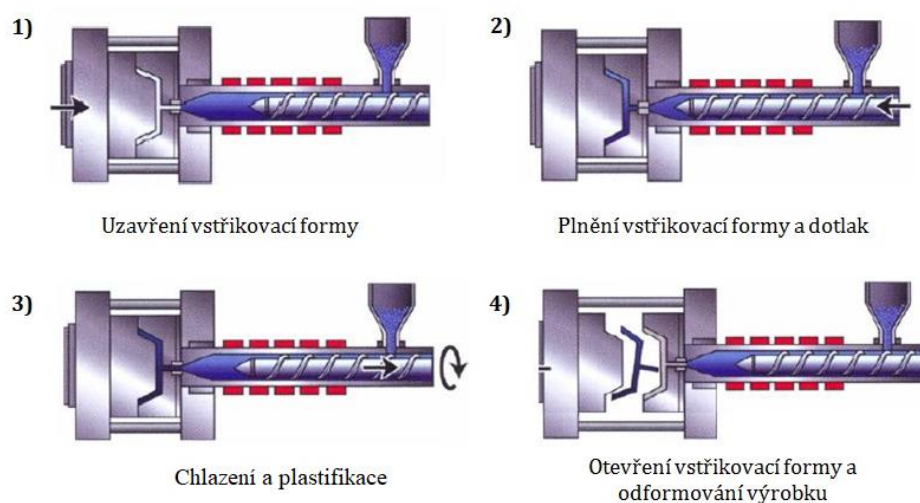 1)
2)
Uzavření vstřikovací formy
Plnění vstřikovací formy a dotlak
3)
4)
Chlazení a plastifikace
Otevření vstřikovací formy a
odformování výrobku